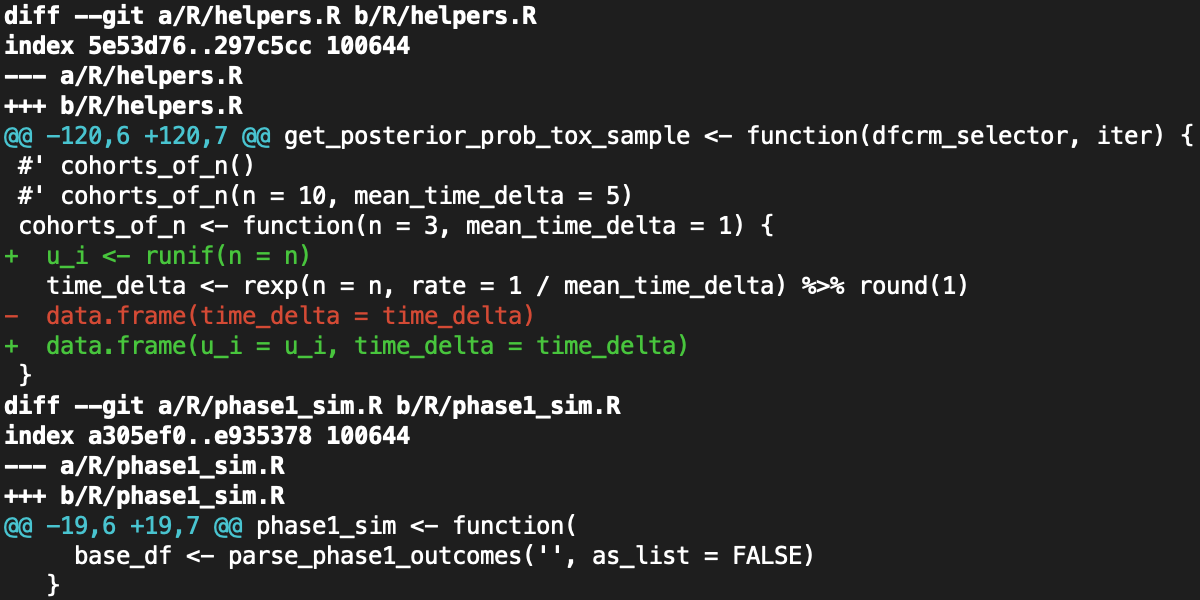 diff --git a/R/helpers.R b/R/helpers.R
index 5e53d76..297c5cc 100644
--- a/R/helpers.R
+++ b/R/helpers.R
@@ -120,6 +120,7 @@ get_posterior_prob_tox_sample <- function(dfcrm_selector, iter) {
 #' cohorts_of_n()
 #' cohorts_of_n(n = 10, mean_time_delta = 5)
 cohorts_of_n <- function(n = 3, mean_time_delta = 1) {
+  u_i <- runif(n = n)
   time_delta <- rexp(n = n, rate = 1 / mean_time_delta) %>% round(1)
-  data.frame(time_delta = time_delta)
+  data.frame(u_i = u_i, time_delta = time_delta)
 }
diff --git a/R/phase1_sim.R b/R/phase1_sim.R
index a305ef0..e935378 100644
--- a/R/phase1_sim.R
+++ b/R/phase1_sim.R
@@ -19,6 +19,7 @@ phase1_sim <- function(
     base_df <- parse_phase1_outcomes('', as_list = FALSE)
   }